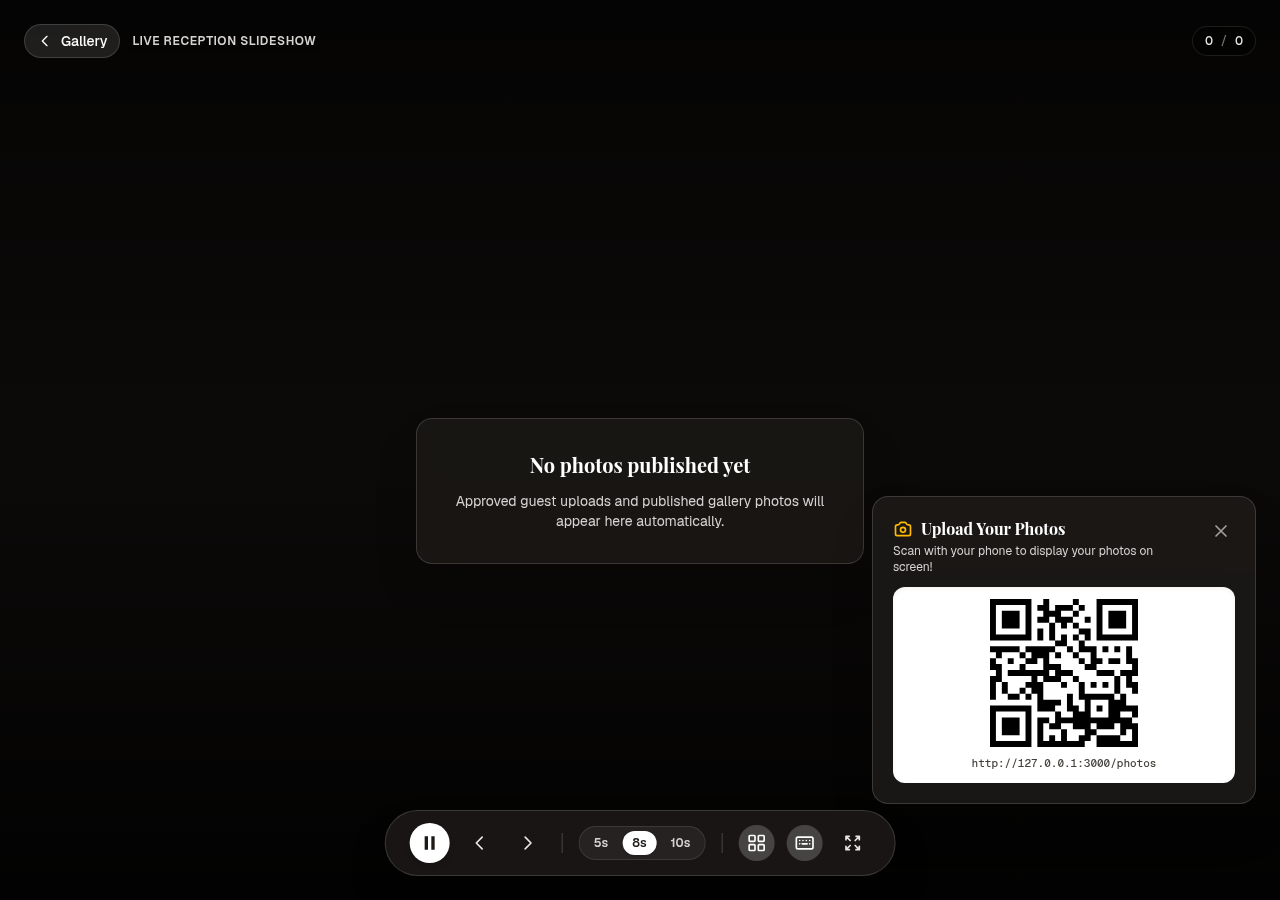 Gallery
LIVE RECEPTION SLIDESHOW
0 / 0
No photos published yet
Approved guest uploads and published gallery photos will
appear here automatically.
Upload Your Photos
Scan with your phone to display your photos on
screen!
http://127.0.0.1:3000/photos
5s
8s
10s